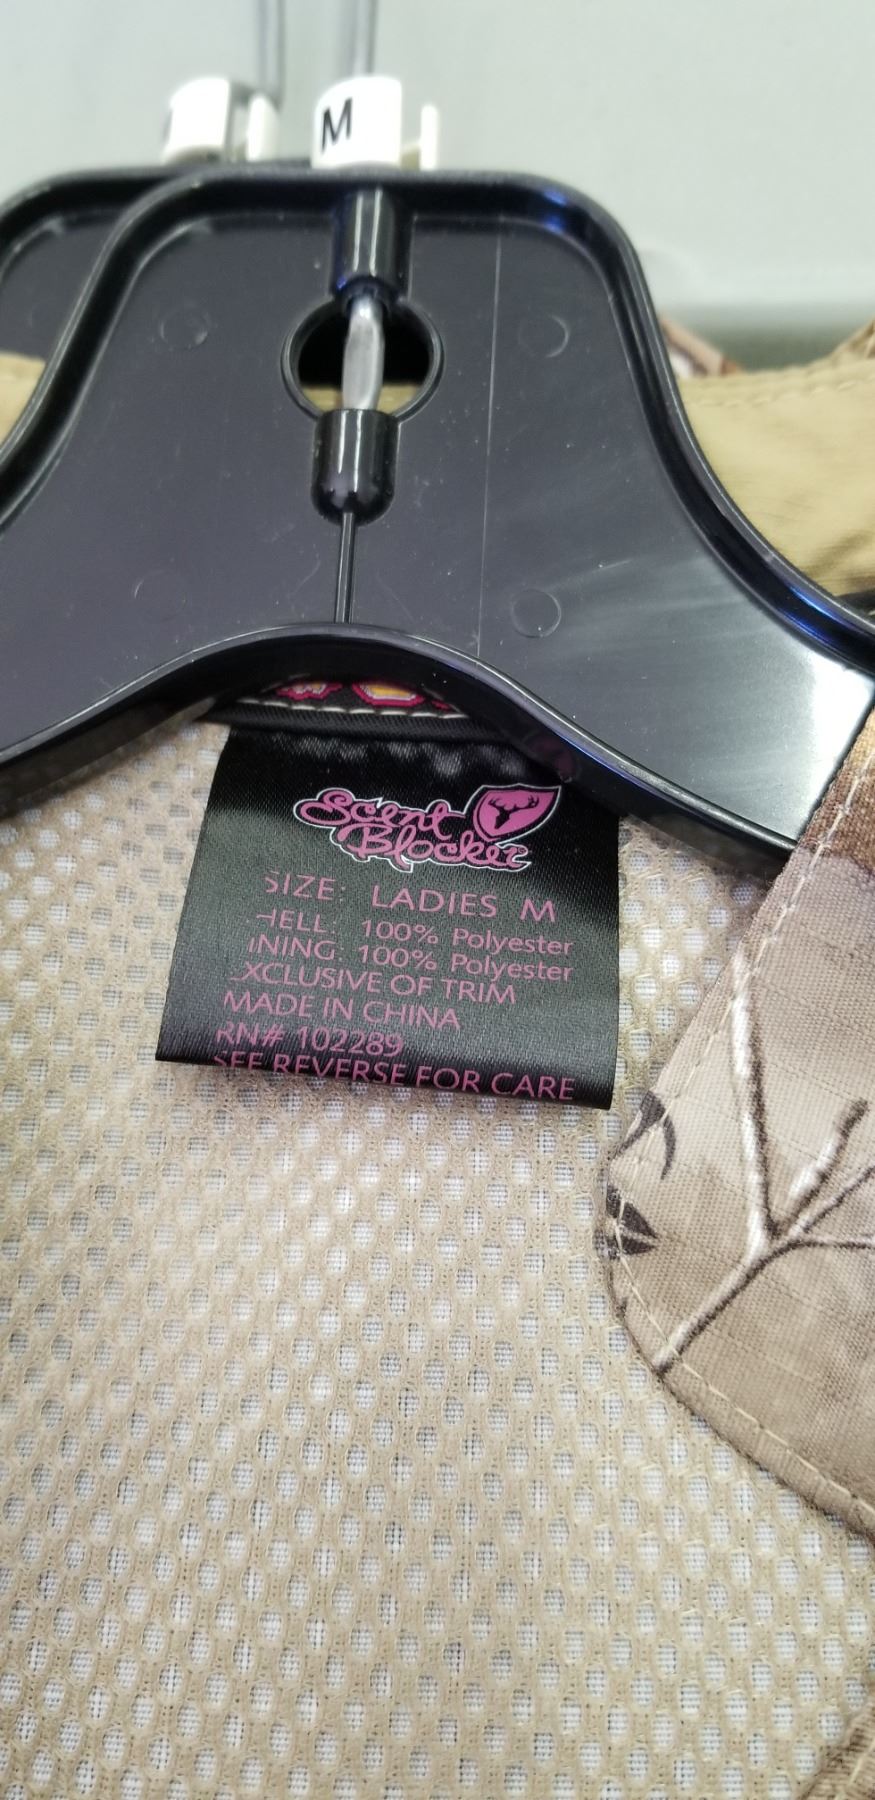 M
Scent
Blocker
SIZE: LADIES M
HELL: 100% Polyester
INING: 100% Polyester
XCLUSIVE OF TRIM
MADE IN CHINA
RN# 102289
SEE REVERSE FOR CARE